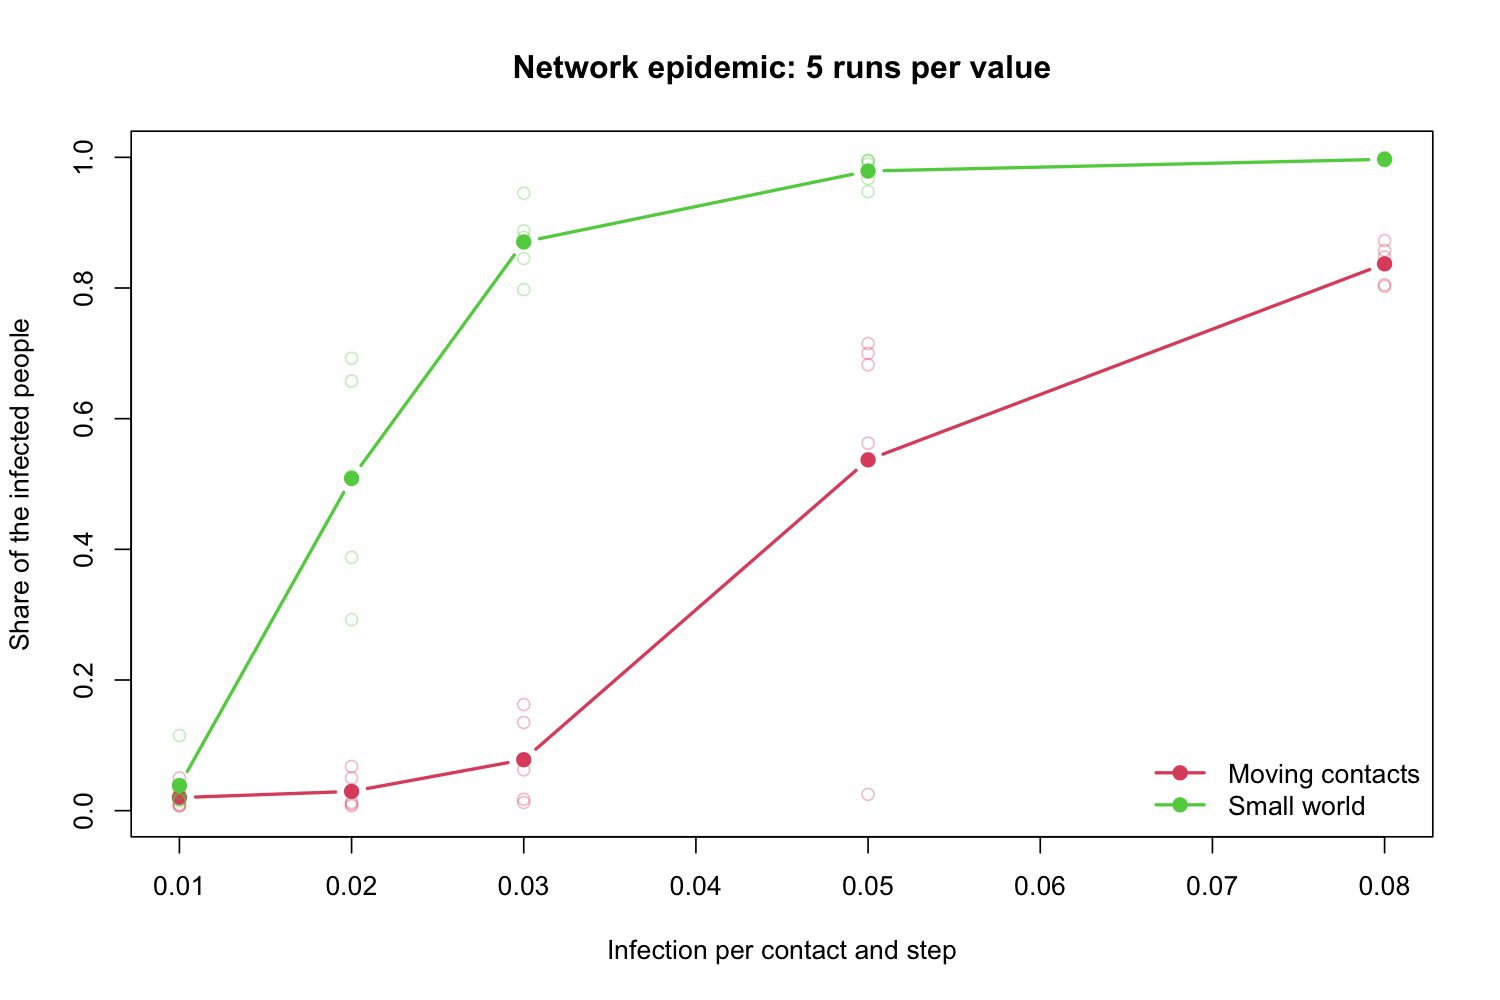 Network epidemic: 5 runs per value
Share of the infected people
1.0
0.8
0.6
0.4
0.2
0.0
Moving contacts
Small world
0.01 0.02 0.03 0.04 0.05 0.06 0.07 0.08
Infection per contact and step